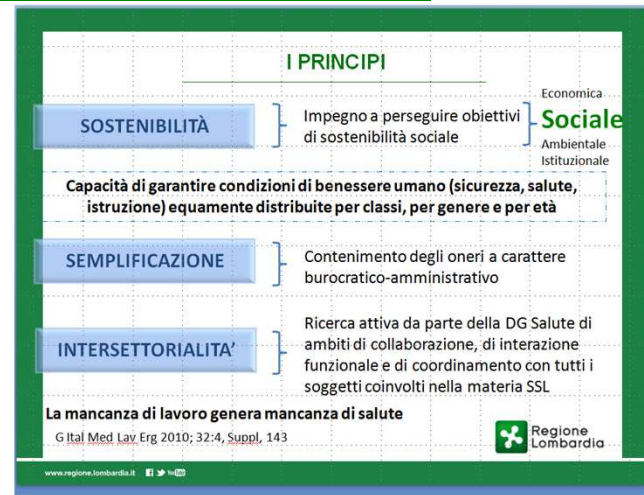 I PRINCIPI
SOSTENIBILITÀ
Impegno a perseguire obiettivi
di sostenibilità sociale
Economica
Sociale
Ambientale
Istituzionale
Capacità di garantire condizioni di benessere umano (sicurezza, salute,
istruzione) equamente distribuite per classi, per genere e per età
SEMPLIFICAZIONE
Contenimento degli oneri a carattere
burocratico-amministrativo
INTERSETTORIALITA’
Ricerca attiva da parte della DG Salute di
ambiti di collaborazione, di interazione
funzionale e di coordinamento con tutti i
soggetti coinvolti nella materia SSL
La mancanza di lavoro genera mancanza di salute
G Ital Med Lav Erg 2010; 32:4, Suppl, 143
Regione
Lombardia
www.regione.lombardia.it
YouTube